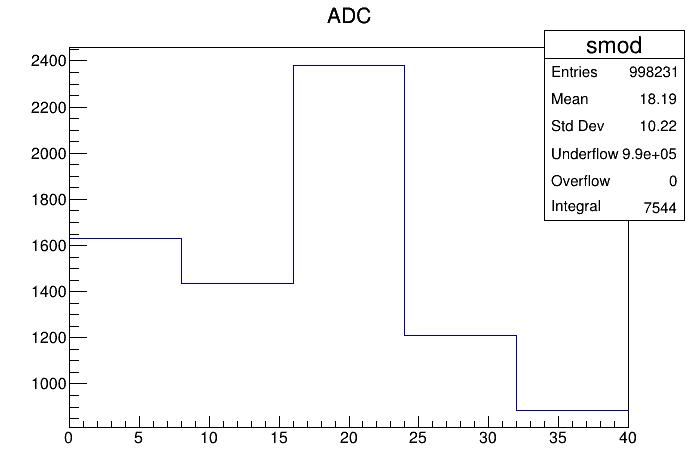 ADC
smod
Entries 998231
Mean 18.19
Std Dev 10.22
Underflow 9.9e+05
Overflow 0
Integral 7544
2400
2200
2000
1800
1600
1400
1200
1000
0 5 10 15 20 25 30 35 40